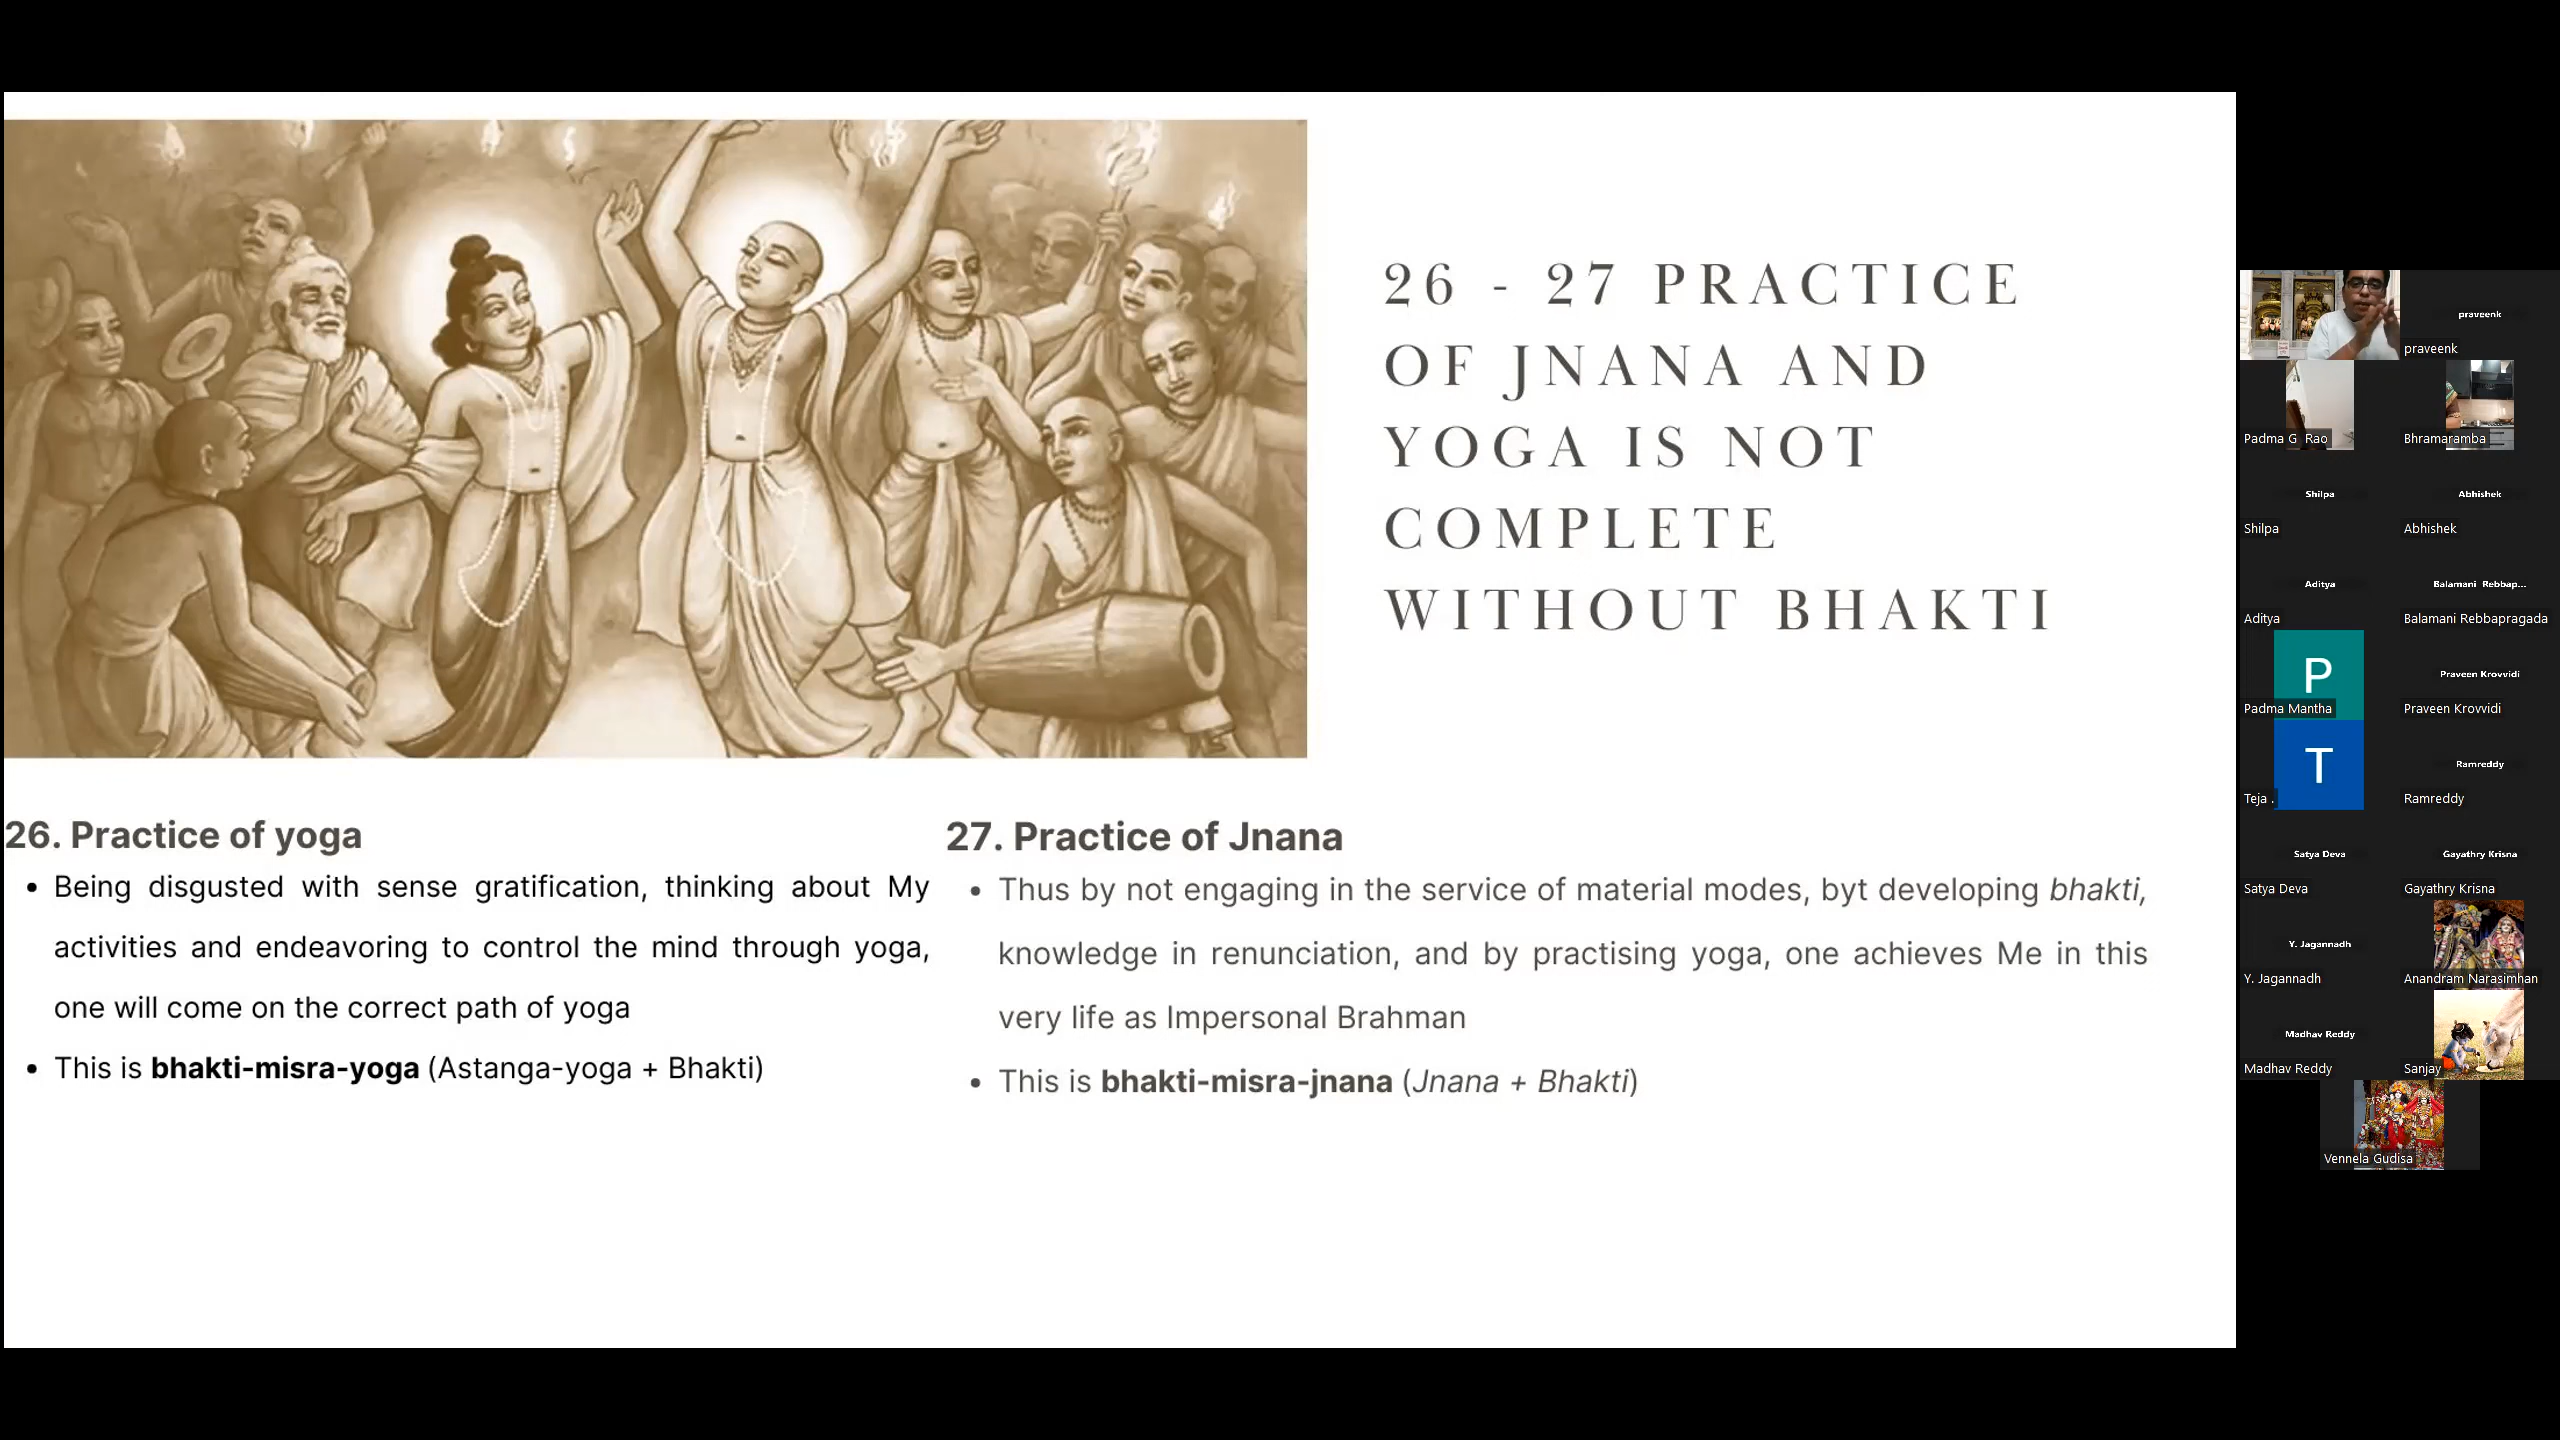 26 - 27 PRACTICE
OF JNANA AND
YOGA IS NOT
COMPLETE
WITHOUT BHAKTI
26. Practice of yoga
• Being disgusted with sense gratification, thinking about My
activities and endeavoring to control the mind through yoga,
one will come on the correct path of yoga
• This is bhakti-misra-yoga (Astanga-yoga + Bhakti)
27. Practice of Jnana
• Thus by not engaging in the service of material modes, byt developing bhakti,
knowledge in renunciation, and by practising yoga, one achieves Me in this
very life as Impersonal Brahman
• This is bhakti-misra-jnana (Jnana + Bhakti)
praveenk
praveenk
Padma G Rao
Bhramaramba
Shilpa
Shilpa
Abhishek
Abhishek
Aditya
Aditya
Balamani Rebbap...
Balamani Rebbapragada
P
Padma Mantha
Praveen Krovvidi
Praveen Krovvidi
T
Teja .
Ramreddy
Ramreddy
Satya Deva
Satya Deva
Gayathry Krisna
Gayathry Krisna
Y. Jagannadh
Y. Jagannadh
Anandram Narasimhan
Madhav Reddy
Madhav Reddy
Sanjay
Vennela Gudisa